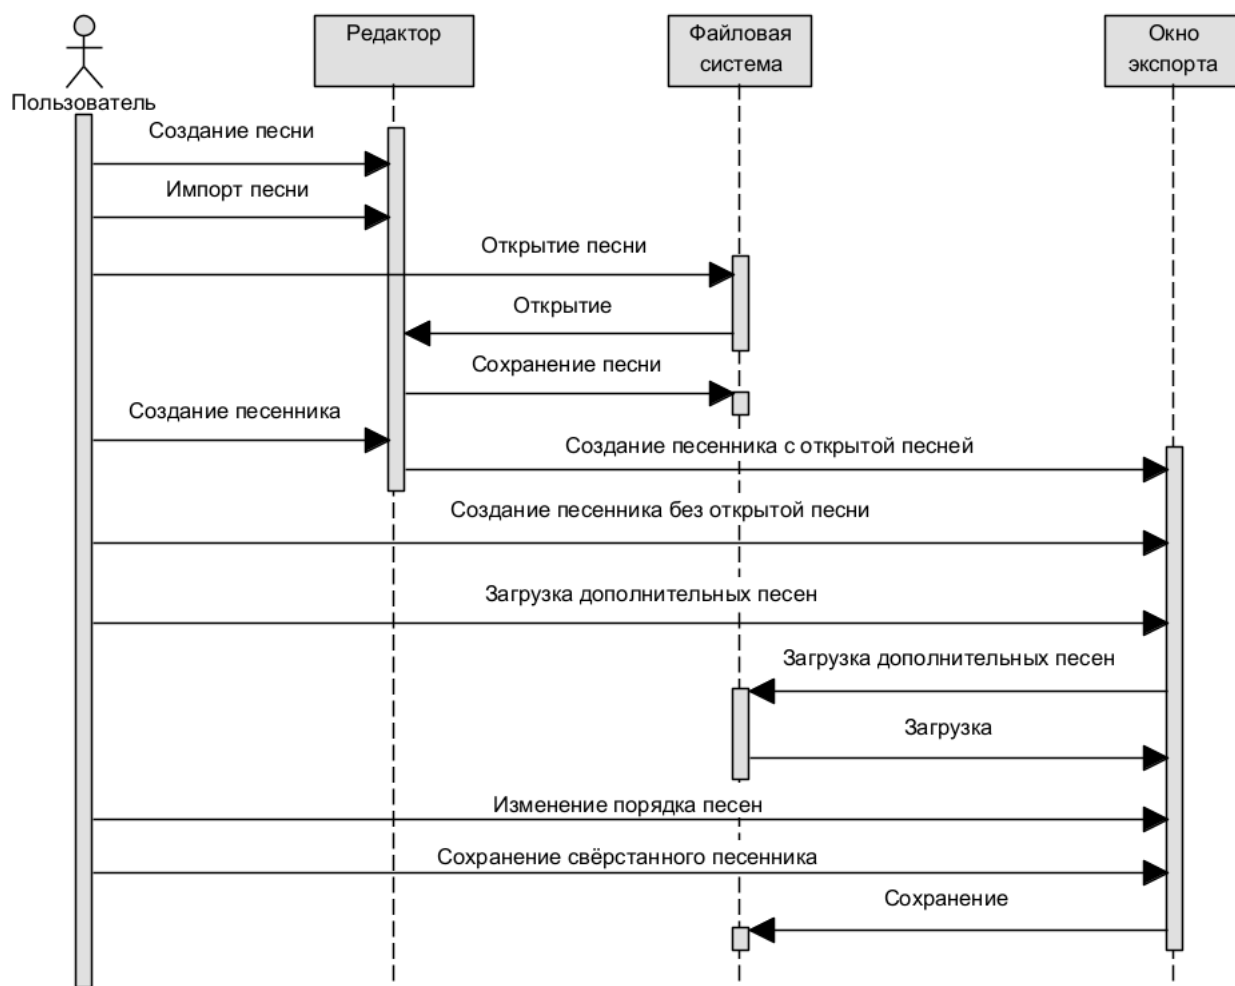 Пользователь
Редактор
Файловая
система
Окно
экспорта
Создание песни
Импорт песни
Открытие песни
Открытие
Сохранение песни
Создание песенника
Создание песенника с открытой песней
Создание песенника без открытой песни
Загрузка дополнительных песен
Загрузка дополнительных песен
Загрузка
Изменение порядка песен
Сохранение свёрстанного песенника
Сохранение